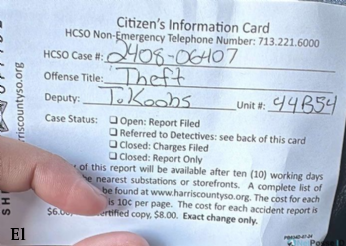 Citizen's Information Card
HCSO Non-Emergency Telephone Number: 713.221.6000
HCSO Case #: 2408-06407
Offense Title: Theft
Deputy: T. Koohs Unit #: 44B54
Case Status: ☐ Open: Report Filed
☐ Referred to Detectives: see back of this card
☐ Closed: Charges Filed
☐ Closed: Report Only
of this report will be available after ten (10) working days
nearest substations or storefronts. A complete list of
be found at www.harriscountyso.org. The cost for each
is 10¢ per page. The cost for each accident report is
certified copy, $8.00. Exact change only.
rriscountyso.org
El